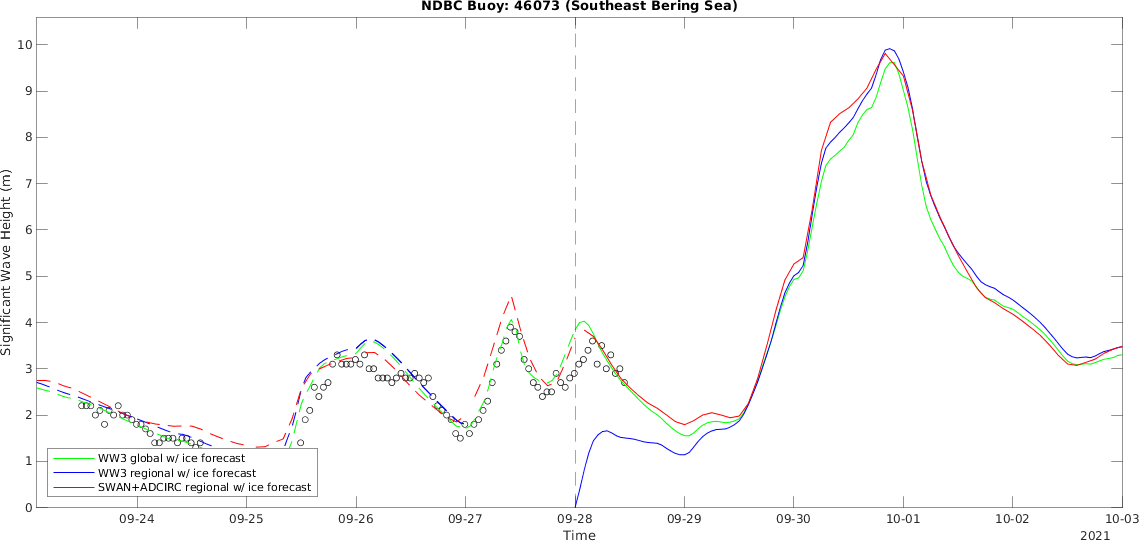 NDBC Buoy: 46073 (Southeast Bering Sea)
10
9
8
7
6
5
4
3
2
1
0
Significant Wave Height (m)
WW3 global w/ ice forecast
WW3 regional w/ ice forecast
SWAN+ADCIRC regional w/ ice forecast
09-24 09-25 09-26 09-27 09-28 09-29 09-30 10-01 10-02 10-03
Time
2021